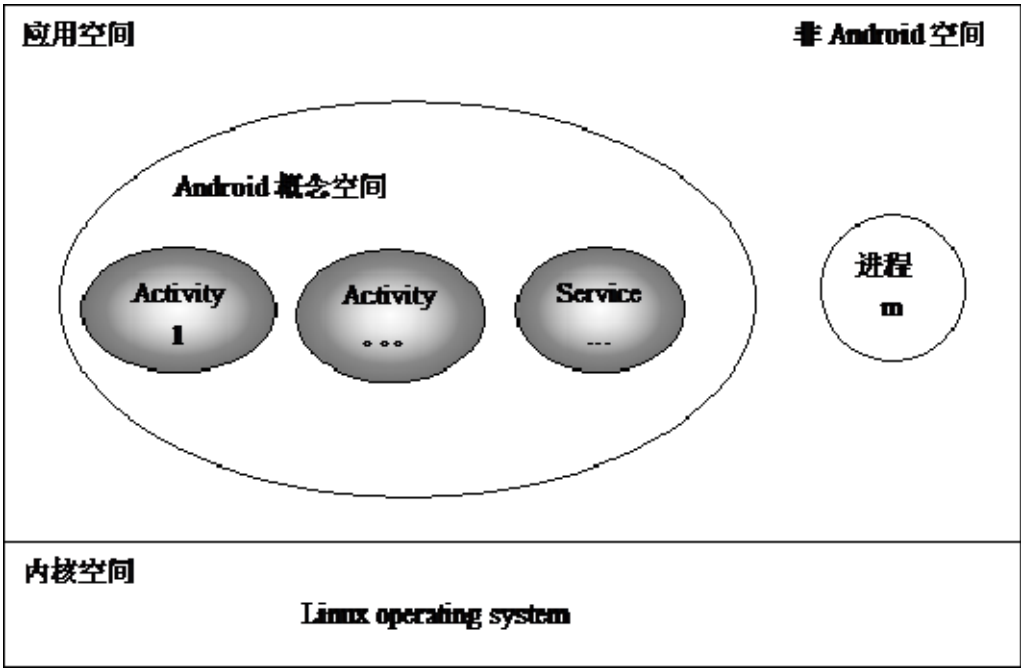 应用空间
非 Android 空间
Android 概念空间
Activity
1
Activity
。。。
Service
...
进程
m
内核空间
Linux operating system